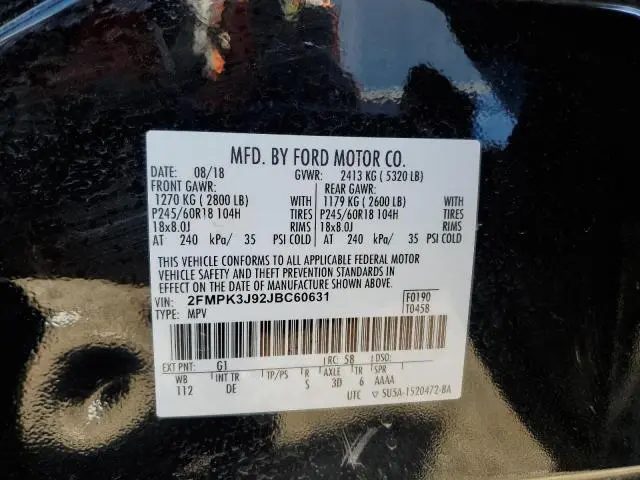 MFD. BY FORD MOTOR CO.
DATE: 08/18 GVWR: 2413 KG ( 5320 LB)
FRONT GAWR: REAR GAWR:
1270 KG ( 2800 LB) WITH 1179 KG ( 2600 LB) WITH
P245/60R18 104H TIRES P245/60R18 104H TIRES
18x8.0J RIMS 18x8.0J RIMS
AT 240 kPa/ 35 PSI COLD AT 240 kPa/ 35 PSI COLD
THIS VEHICLE CONFORMS TO ALL APPLICABLE FEDERAL MOTOR
VEHICLE SAFETY AND THEFT PREVENTION STANDARDS IN
EFFECT ON THE DATE OF MANUFACTURE SHOWN ABOVE.
VIN: 2FMPK3J92JBC60631 F0190
TYPE: MPV T0458
EXT PNT: G1 RC: 58 DSO:
WB INT TR TP/PS R AXLE TR SPR
112 DE S 3D 6 AAAA
UTC ▽ 5U5A-1520472-BA